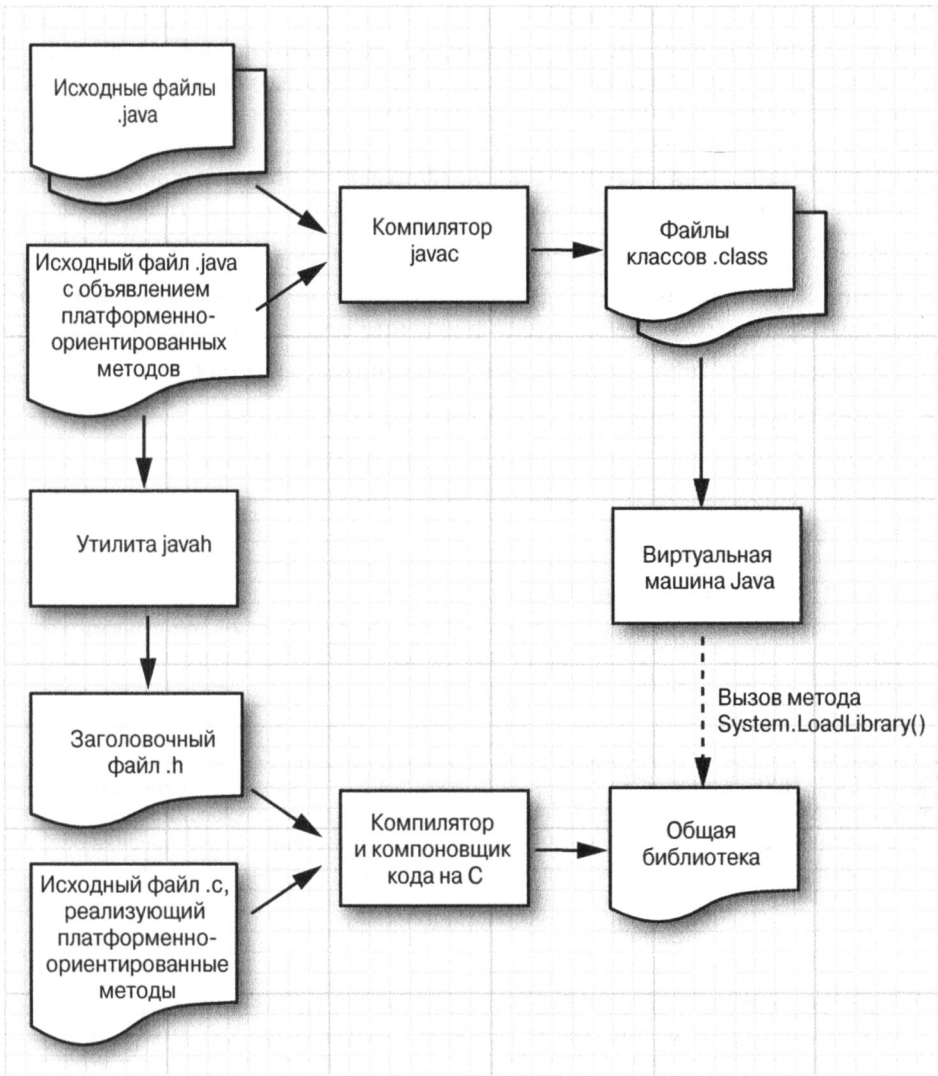 Исходные файлы
.java
Исходный файл .java
с объявлением
платформенно-
ориентированных
методов
Компилятор
javac
Файлы
классов .class
Утилита javah
Виртуальная
машина Java
Вызов метода
System.LoadLibrary()
Заголовочный
файл .h
Исходный файл .c,
реализующий
платформенно-
ориентированные
методы
Компилятор
и компоновщик
кода на C
Общая
библиотека